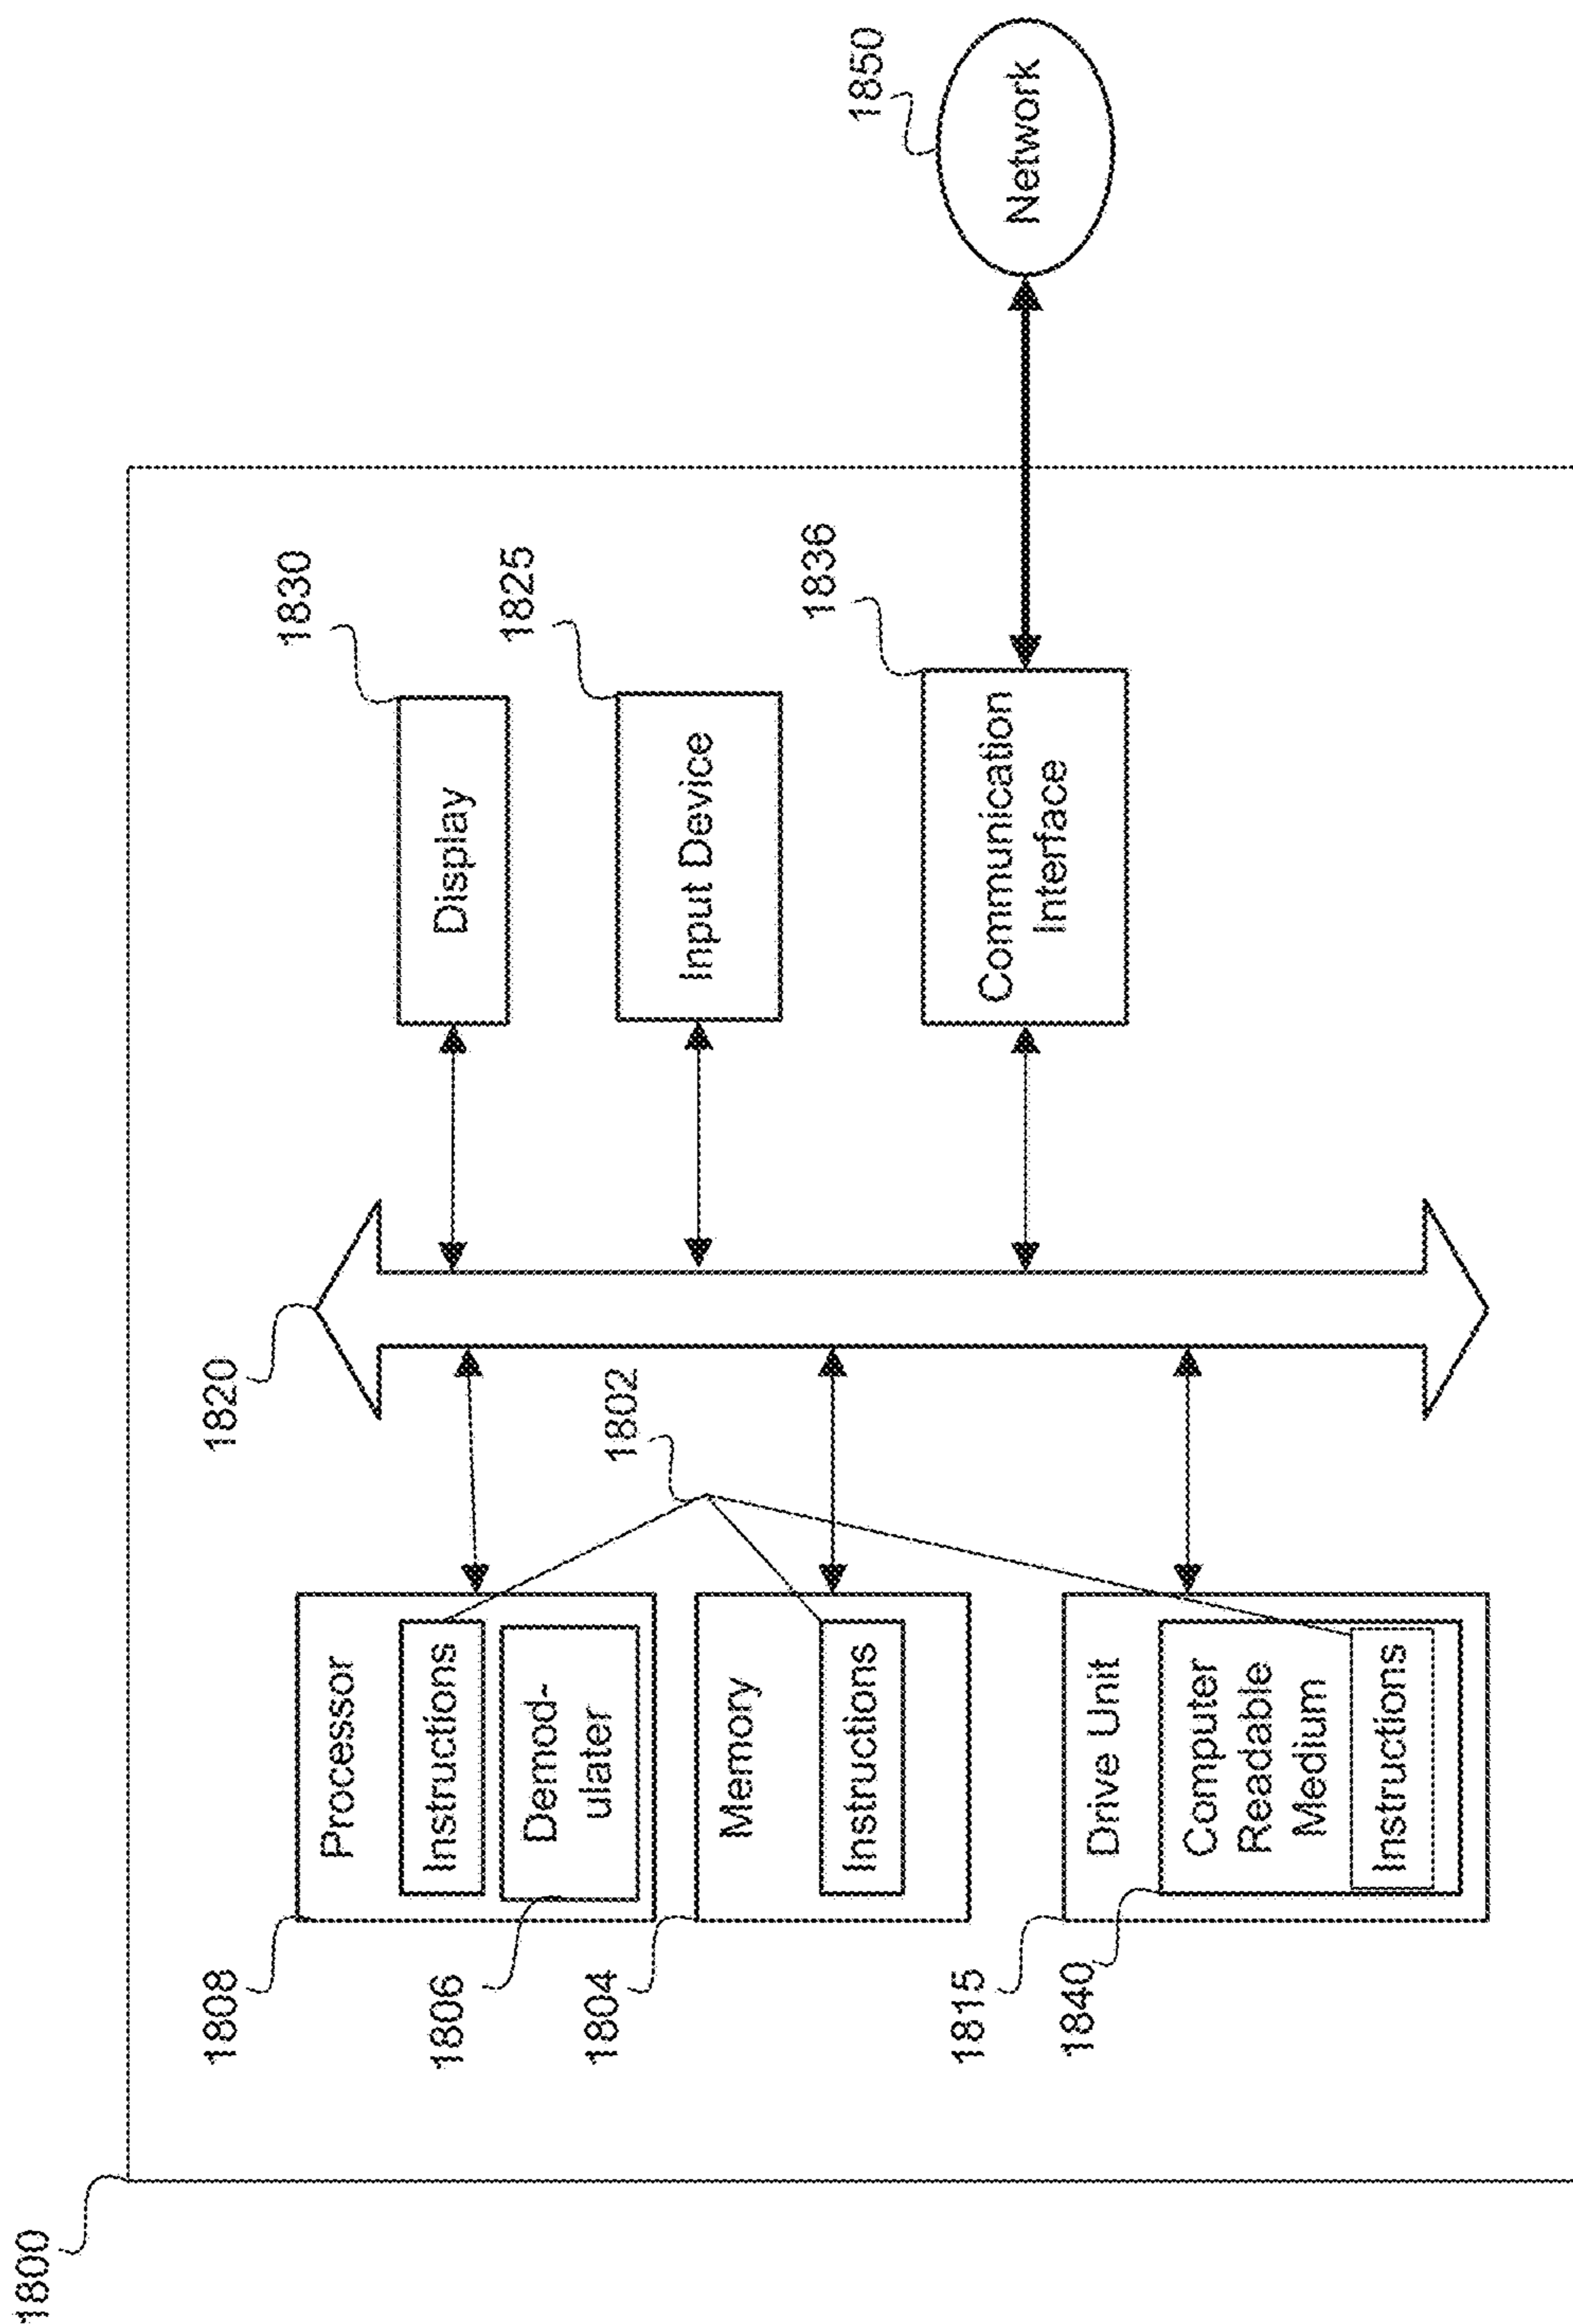 1800
1808
Processor
Instructions
1806
Demod-
ulater
1804
Memory
Instructions
1815
Drive Unit
1840
Computer
Readable
Medium
Instructions
1802
1820
1830
Display
1825
Input Device
1836
Communication
Interface
1850
Network